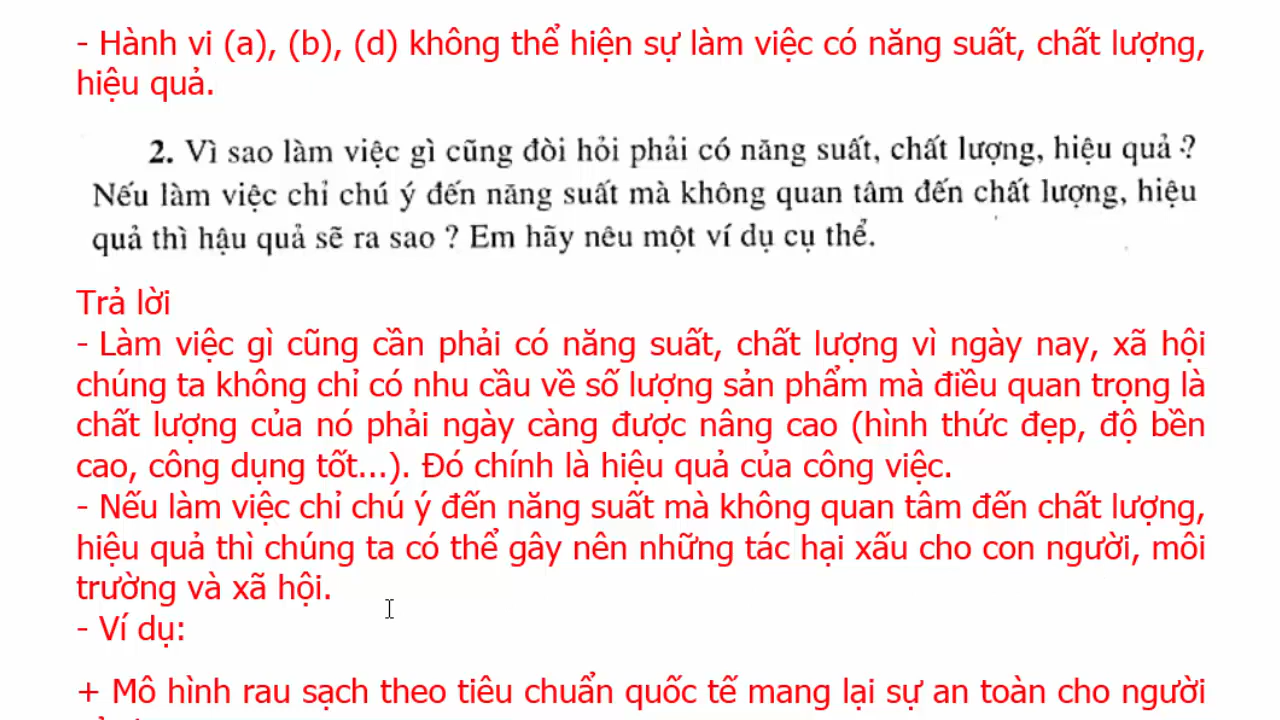 - Hành vi (a), (b), (d) không thể hiện sự làm việc có năng suất, chất lượng,
hiệu quả.
2. Vì sao làm việc gì cũng đòi hỏi phải có năng suất, chất lượng, hiệu quả ?
Nếu làm việc chỉ chú ý đến năng suất mà không quan tâm đến chất lượng, hiệu
quả thì hậu quả sẽ ra sao ? Em hãy nêu một ví dụ cụ thể.
Trả lời
- Làm việc gì cũng cần phải có năng suất, chất lượng vì ngày nay, xã hội
chúng ta không chỉ có nhu cầu về số lượng sản phẩm mà điều quan trọng là
chất lượng của nó phải ngày càng được nâng cao (hình thức đẹp, độ bền
cao, công dụng tốt...). Đó chính là hiệu quả của công việc.
- Nếu làm việc chỉ chú ý đến năng suất mà không quan tâm đến chất lượng,
hiệu quả thì chúng ta có thể gây nên những tác hại xấu cho con người, môi
trường và xã hội.
- Ví dụ:
+ Mô hình rau sạch theo tiêu chuẩn quốc tế mang lại sự an toàn cho người